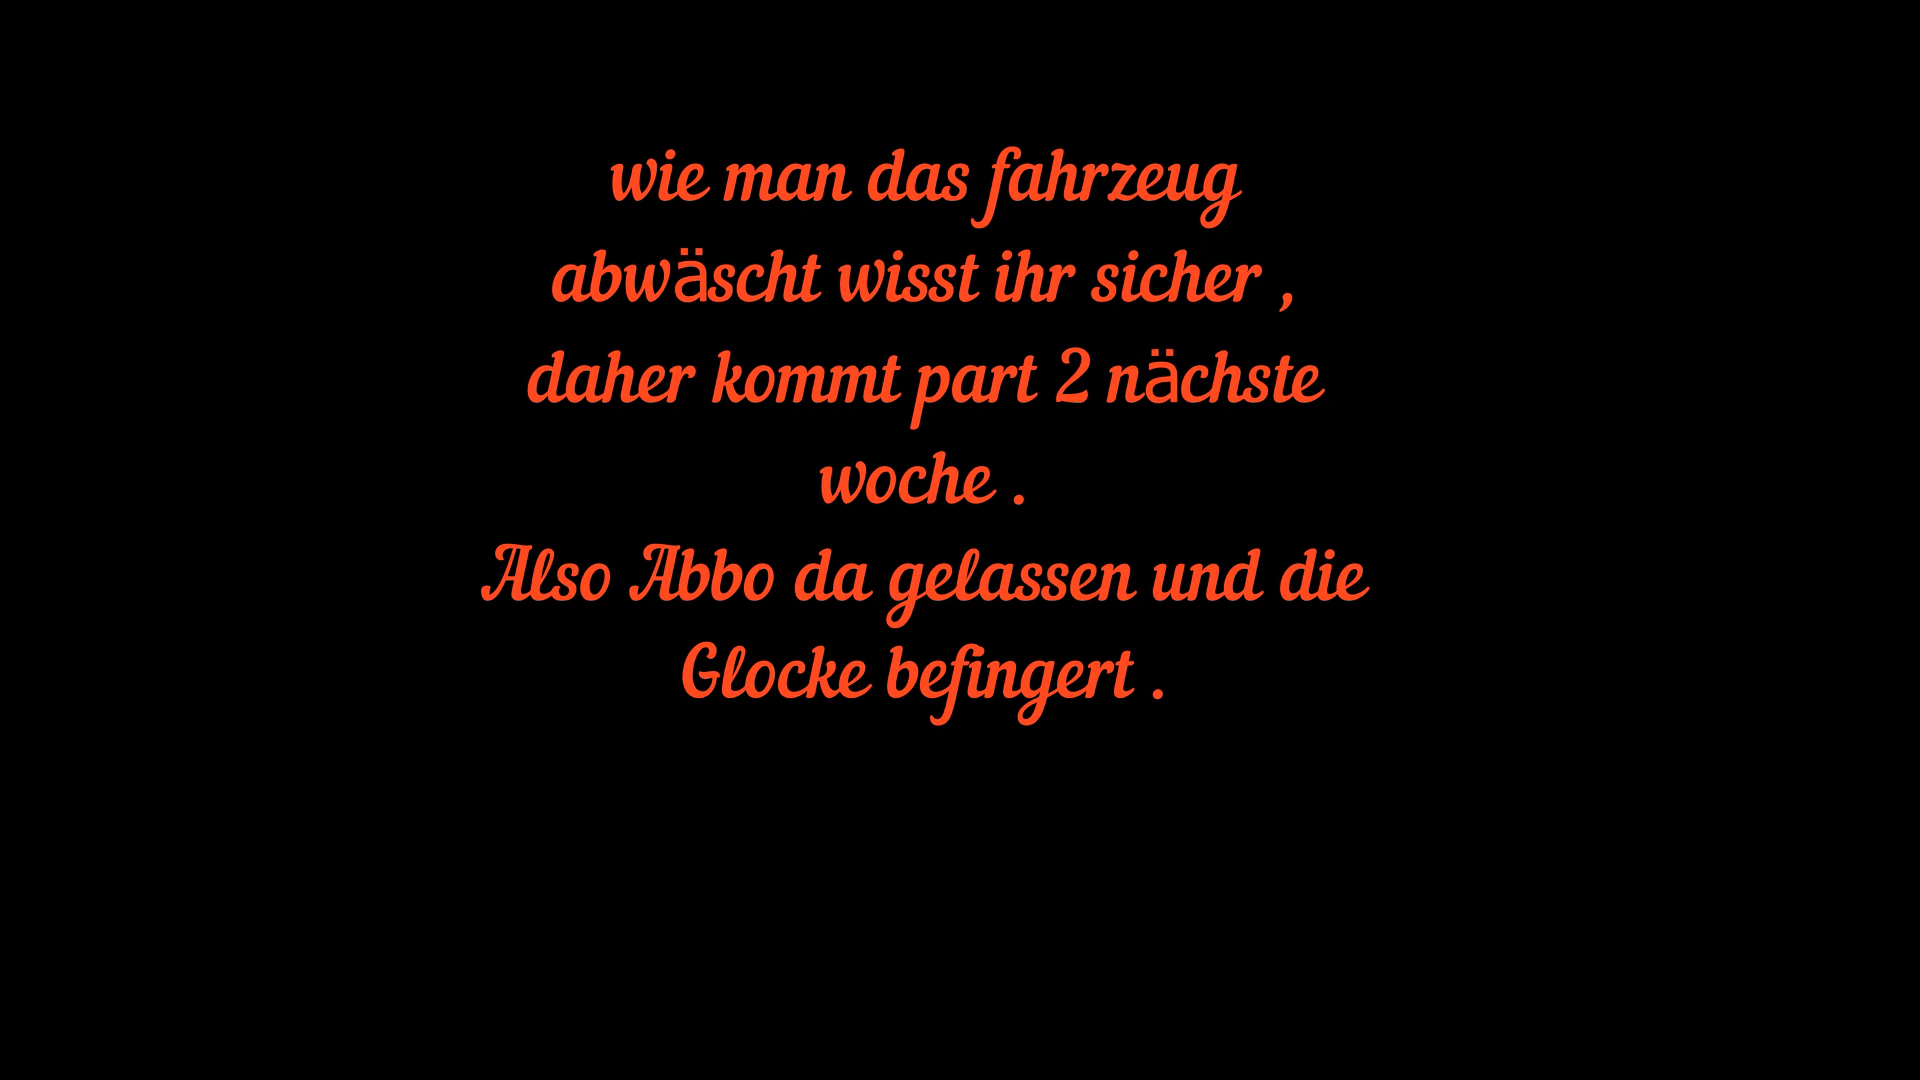 wie man das fahrzeug
abwäscht wisst ihr sicher ,
daher kommt part 2 nächste
woche .
Also Abbo da gelassen und die
Glocke befingert .